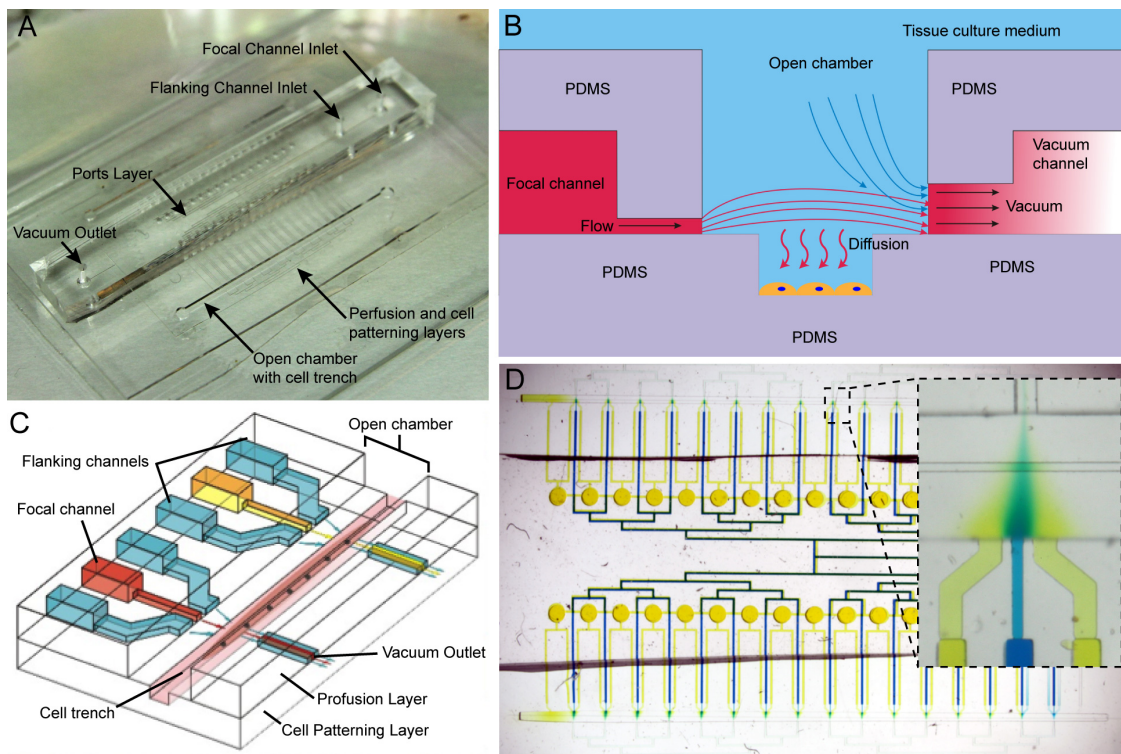 A
Focal Channel Inlet
Flanking Channel Inlet
Ports Layer
Vacuum Outlet
Perfusion and cell
patterning layers
Open chamber
with cell trench
B
Tissue culture medium
Open chamber
PDMS
PDMS
Vacuum
channel
Focal channel
Vacuum
Flow
Diffusion
PDMS
PDMS
PDMS
C
Open chamber
Flanking channels
Focal channel
Vacuum Outlet
Profusion Layer
Cell trench
Cell Patterning Layer
D